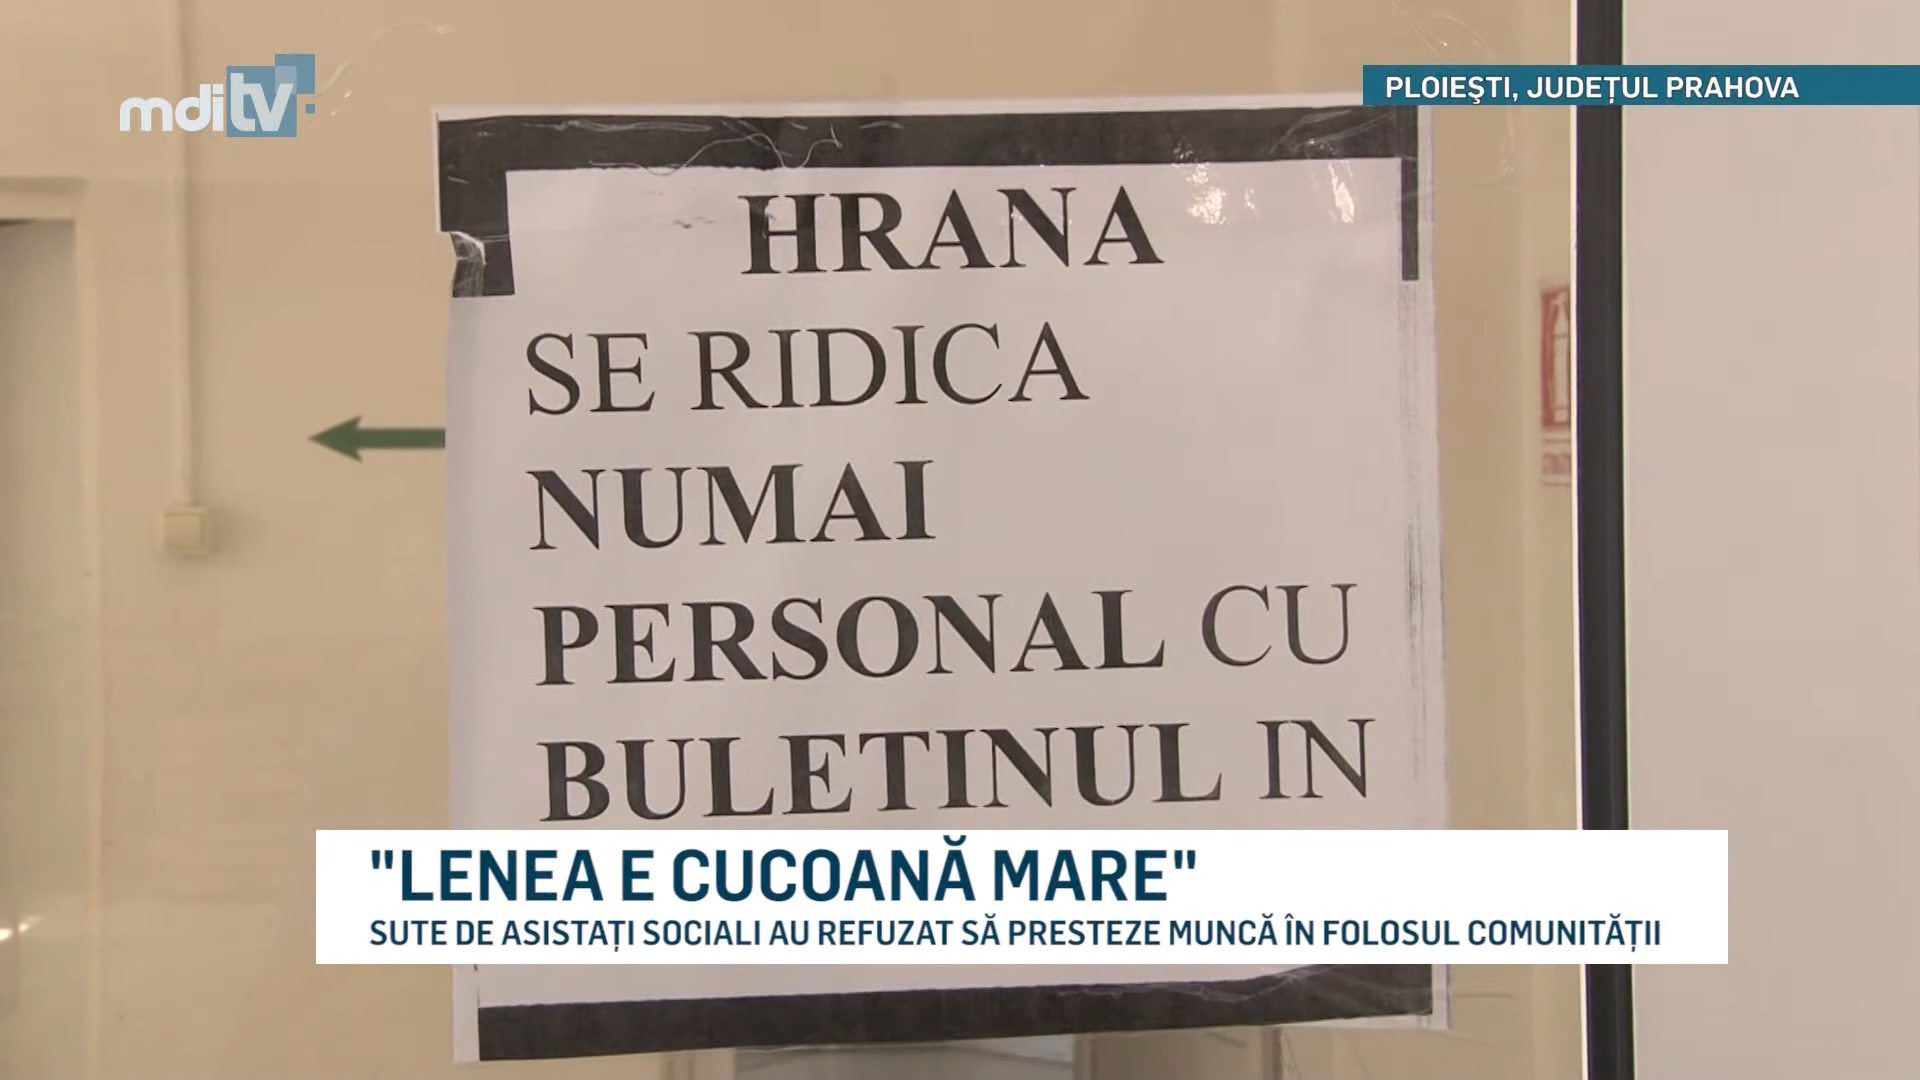 mditv
PLOIEŞTI, JUDEȚUL PRAHOVA
HRANA
SE RIDICA
NUMAI
PERSONAL CU
BULETINUL IN
"LENEA E CUCOANĂ MARE"
SUTE DE ASISTAȚI SOCIALI AU REFUZAT SĂ PRESTEZE MUNCĂ ÎN FOLOSUL COMUNITĂȚII